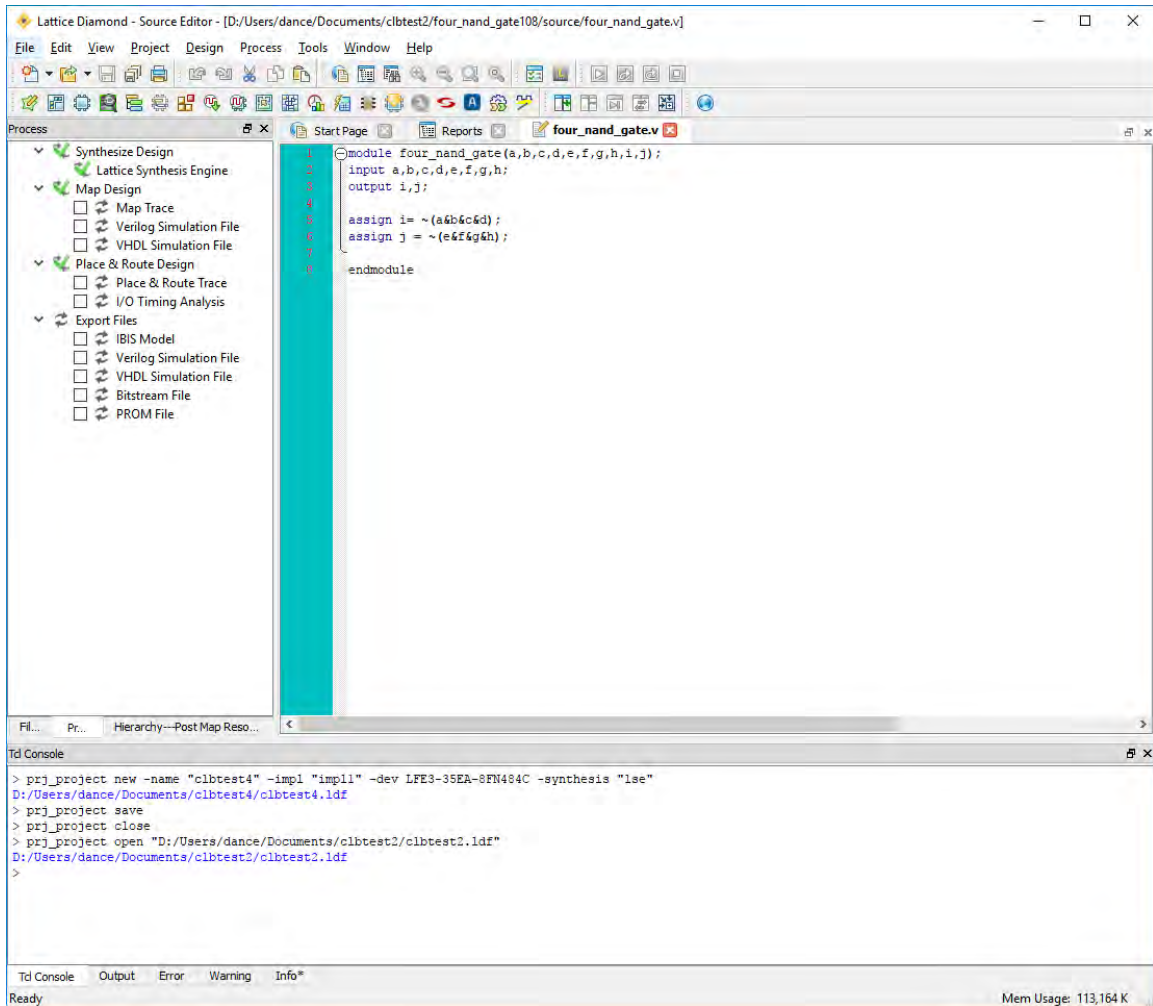 Lattice Diamond - Source Editor - [D:/Users/dance/Documents/clbtest2/four_nand_gate108/source/four_nand_gate.v]
File Edit View Project Design Process Tools Window Help
Process
Start Page Reports four_nand_gate.v
Synthesize Design
Lattice Synthesis Engine
Map Design
Map Trace
Verilog Simulation File
VHDL Simulation File
Place & Route Design
Place & Route Trace
I/O Timing Analysis
Export Files
IBIS Model
Verilog Simulation File
VHDL Simulation File
Bitstream File
PROM File
1 module four_nand_gate(a,b,c,d,e,f,g,h,i,j);
2 input a,b,c,d,e,f,g,h;
3 output i,j;
4
5 assign i= ~(a&b&c&d);
6 assign j = ~(e&f&g&h);
7
8 endmodule
Fil... Pr... Hierarchy---Post Map Reso...
Tcl Console
> prj_project new -name "clbtest4" -impl "impl1" -dev LFE3-35EA-8FN484C -synthesis "lse"
D:/Users/dance/Documents/clbtest4/clbtest4.ldf
> prj_project save
> prj_project close
> prj_project open "D:/Users/dance/Documents/clbtest2/clbtest2.ldf"
D:/Users/dance/Documents/clbtest2/clbtest2.ldf
>
Tcl Console Output Error Warning Info*
Ready Mem Usage: 113,164 K